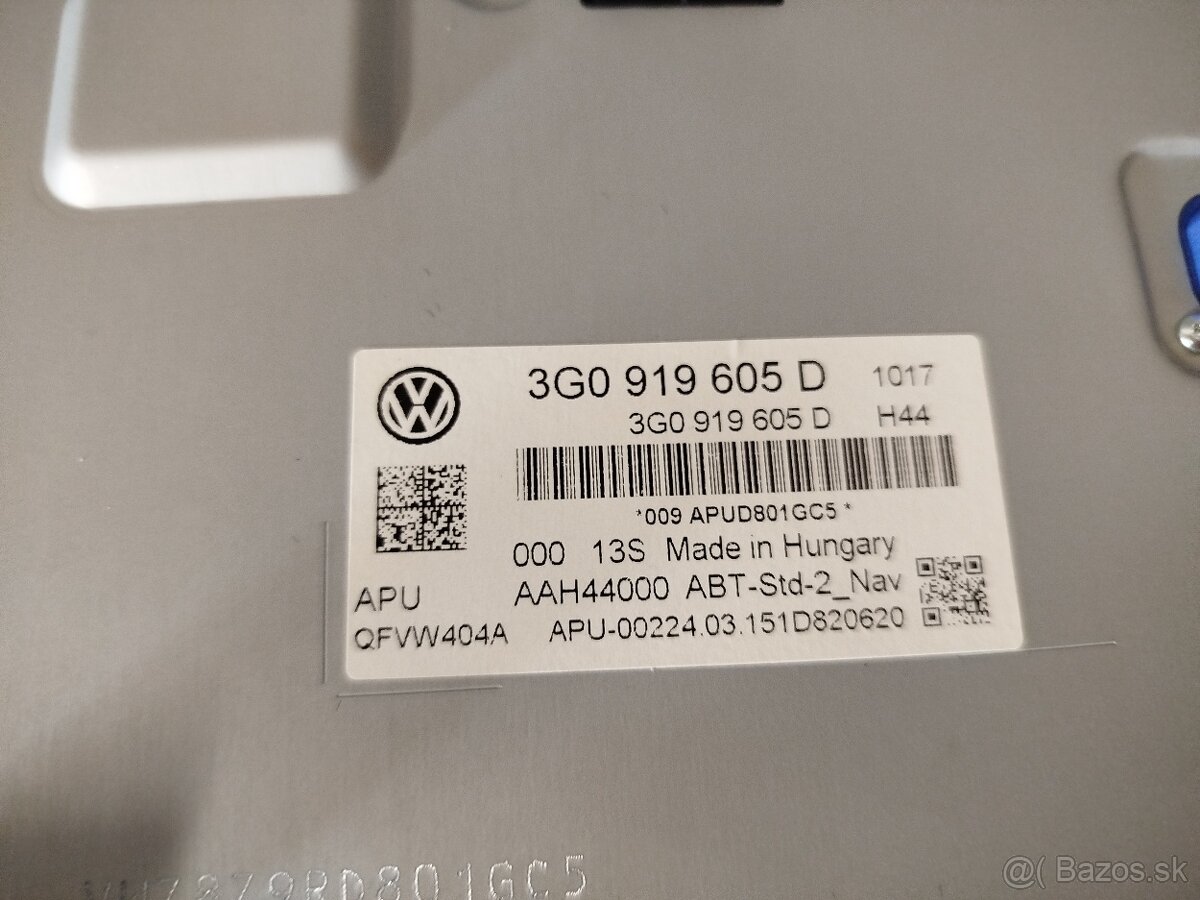 3G0 919 605 D 1017
3G0 919 605 D H44
*009 APUD801GC5 *
000 13S Made in Hungary
APU AAH44000 ABT-Std-2_Nav
QFVW404A APU-00224.03.151D820620
@( Bazos.sk